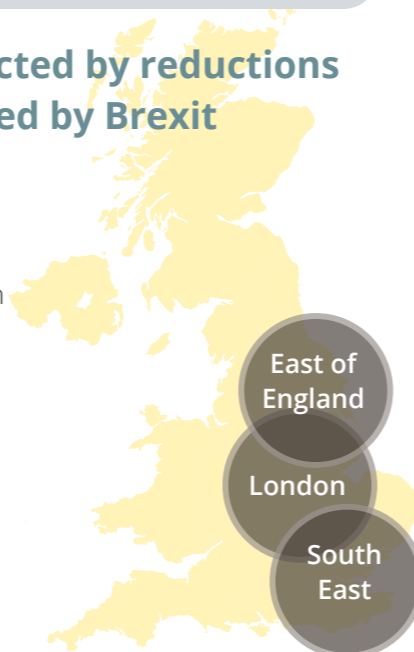 cted by reductions
ed by Brexit
n
East of
England
London
South
East